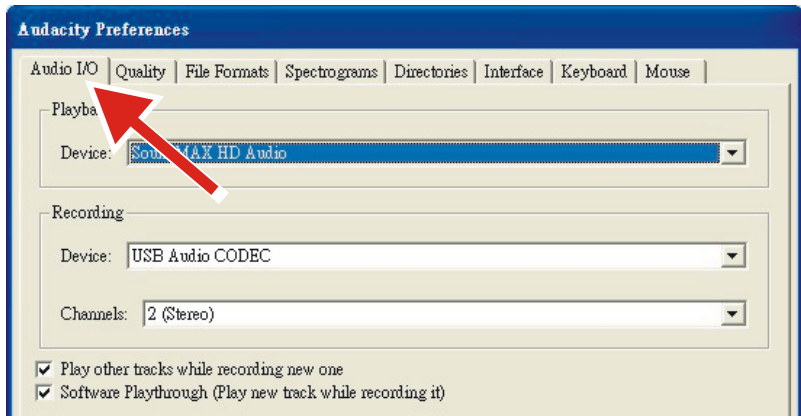 Audacity Preferences
Audio I/O Quality File Formats Spectrograms Directories Interface Keyboard Mouse
Device: MAX HD Audio
Recording
Device: USB Audio CODEC
Channels: 2 (Stereo)
Play other tracks while recording new one
Software Playthrough (Play new track while recording it)